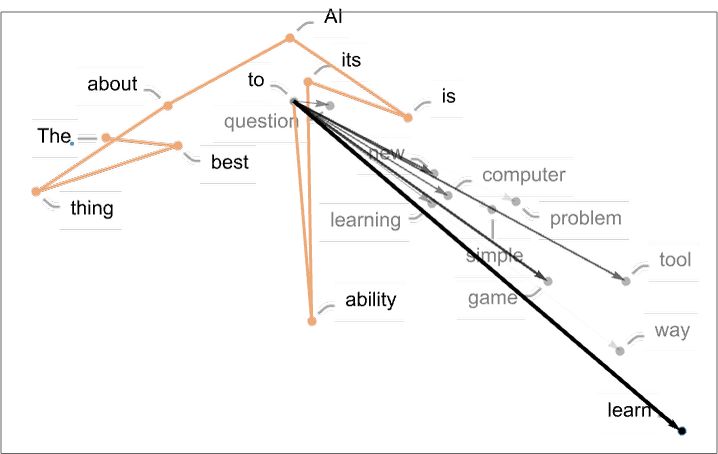 AI
its
to
about
is
question
The
new
best
computer
thing
learning
problem
simple
tool
game
ability
way
learn